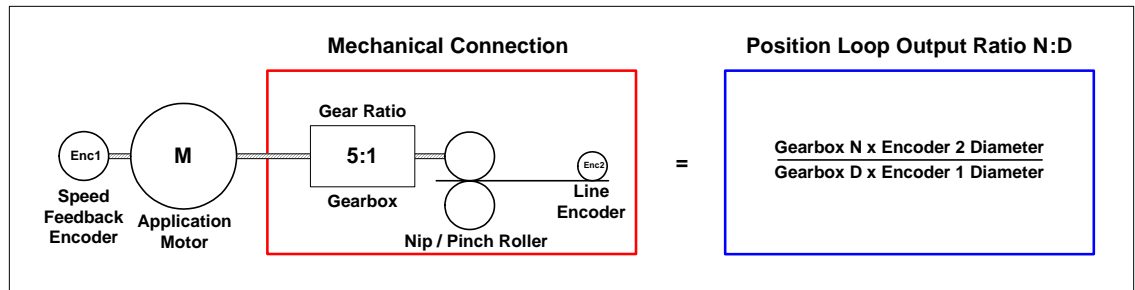 Mechanical Connection
Position Loop Output Ratio N:D
Gear Ratio
Enc1
M
5:1
Enc2
=
Gearbox N x Encoder 2 Diameter
Gearbox D x Encoder 1 Diameter
Speed
Feedback
Encoder
Application
Motor
Gearbox
Line
Encoder
Nip / Pinch Roller